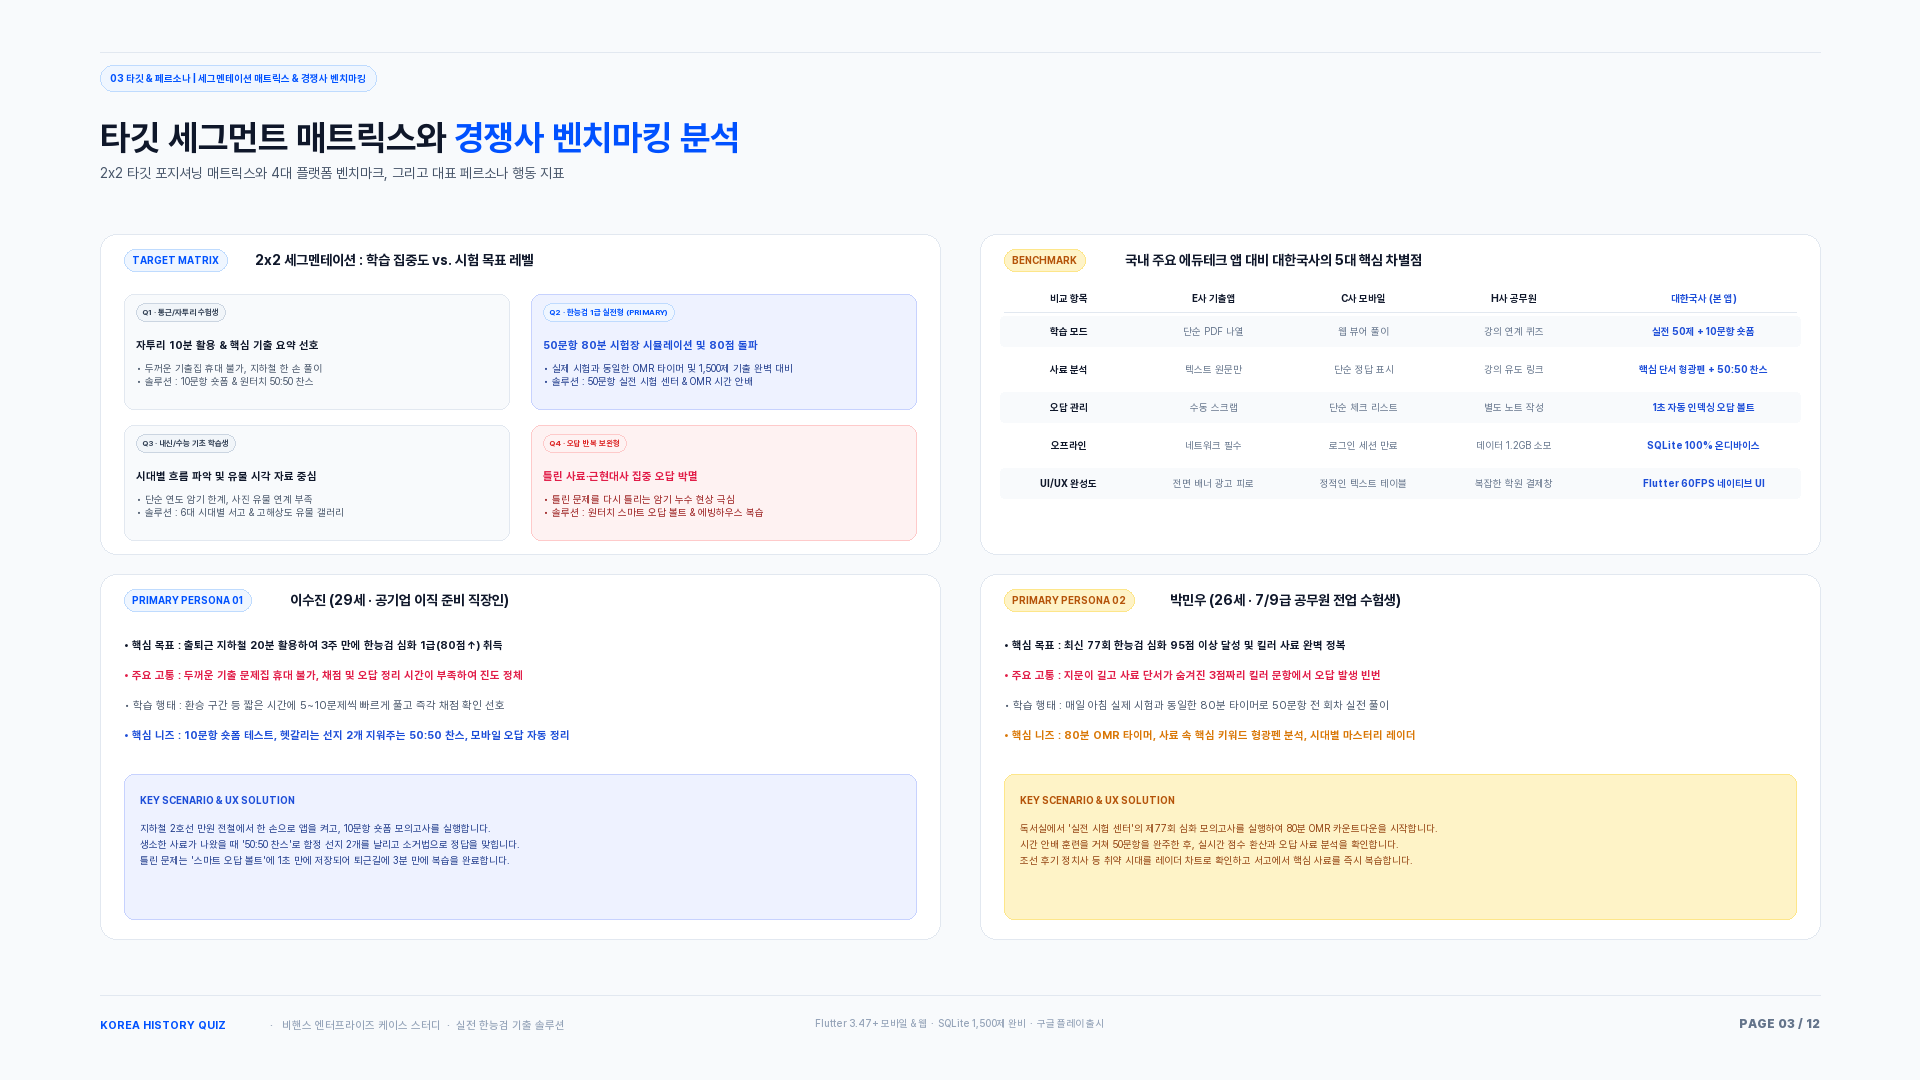 03 타깃 & 페르소나 | 세그멘테이션 매트릭스 & 경쟁사 벤치마킹
타깃 세그먼트 매트릭스와 경쟁사 벤치마킹 분석
2x2 타깃 포지셔닝 매트릭스와 4대 플랫폼 벤치마크, 그리고 대표 페르소나 행동 지표
TARGET MATRIX 2x2 세그멘테이션 : 학습 집중도 vs. 시험 목표 레벨
Q1 · 통근/자투리 수험생
자투리 10분 활용 & 핵심 기출 요약 선호
• 두꺼운 기출집 휴대 불가, 지하철 한 손 풀이
• 솔루션 : 10문항 숏폼 & 원터치 50:50 찬스
Q2 · 한능검 1급 실전형 (PRIMARY)
50문항 80분 시험장 시뮬레이션 및 80점 돌파
• 실제 시험과 동일한 OMR 타이머 및 1,500제 기출 완벽 대비
• 솔루션 : 50문항 실전 시험 센터 & OMR 시간 안배
Q3 · 내신/수능 기초 학습생
시대별 흐름 파악 및 유물 시각 자료 중심
• 단순 연도 암기 한계, 사진 유물 연계 부족
• 솔루션 : 6대 시대별 서고 & 고해상도 유물 갤러리
Q4 · 오답 반복 보완형
틀린 사료·근현대사 집중 오답 박멸
• 틀린 문제를 다시 틀리는 암기 누수 현상 극심
• 솔루션 : 원터치 스마트 오답 볼트 & 에빙하우스 복습
BENCHMARK 국내 주요 에듀테크 앱 대비 대한국사의 5대 핵심 차별점
비교 항목 E사 기출앱 C사 모바일 H사 공무원 대한국사 (본 앱)
학습 모드 단순 PDF 나열 웹 뷰어 풀이 강의 연계 퀴즈 실전 50제 + 10문항 숏폼
사료 분석 텍스트 원문만 단순 정답 표시 강의 유도 링크 핵심 단서 형광펜 + 50:50 찬스
오답 관리 수동 스크랩 단순 체크 리스트 별도 노트 작성 1초 자동 인덱싱 오답 볼트
오프라인 네트워크 필수 로그인 세션 만료 데이터 1.2GB 소모 SQLite 100% 온디바이스
UI/UX 완성도 전면 배너 광고 피로 정적인 텍스트 테이블 복잡한 학원 결제창 Flutter 60FPS 네이티브 UI
PRIMARY PERSONA 01 이수진 (29세 · 공기업 이직 준비 직장인)
• 핵심 목표 : 출퇴근 지하철 20분 활용하여 3주 만에 한능검 심화 1급(80점↑) 취득
• 주요 고통 : 두꺼운 기출 문제집 휴대 불가, 채점 및 오답 정리 시간이 부족하여 진도 정체
• 학습 행태 : 환승 구간 등 짧은 시간에 5~10문제씩 빠르게 풀고 즉각 채점 확인 선호
• 핵심 니즈 : 10문항 숏폼 테스트, 헷갈리는 선지 2개 지워주는 50:50 찬스, 모바일 오답 자동 정리
KEY SCENARIO & UX SOLUTION
지하철 2호선 만원 전철에서 한 손으로 앱을 켜고, 10문항 숏폼 모의고사를 실행합니다.
생소한 사료가 나왔을 때 '50:50 찬스'로 함정 선지 2개를 날리고 소거법으로 정답을 맞힙니다.
틀린 문제는 '스마트 오답 볼트'에 1초 만에 저장되어 퇴근길에 3분 만에 복습을 완료합니다.
PRIMARY PERSONA 02 박민우 (26세 · 7/9급 공무원 전업 수험생)
• 핵심 목표 : 최신 77회 한능검 심화 95점 이상 달성 및 킬러 사료 완벽 정복
• 주요 고통 : 지문이 길고 사료 단서가 숨겨진 3점짜리 킬러 문항에서 오답 발생 빈번
• 학습 행태 : 매일 아침 실제 시험과 동일한 80분 타이머로 50문항 전 회차 실전 풀이
• 핵심 니즈 : 80분 OMR 타이머, 사료 속 핵심 키워드 형광펜 분석, 시대별 마스터리 레이더
KEY SCENARIO & UX SOLUTION
독서실에서 '실전 시험 센터'의 제77회 심화 모의고사를 실행하여 80분 OMR 카운트다운을 시작합니다.
시간 안배 훈련을 거쳐 50문항을 완주한 후, 실시간 점수 환산과 오답 사료 분석을 확인합니다.
조선 후기 정치사 등 취약 시대를 레이더 차트로 확인하고 서고에서 핵심 사료를 즉시 복습합니다.
KOREA HISTORY QUIZ · 비핸스 엔터프라이즈 케이스 스터디 · 실전 한능검 기출 솔루션
Flutter 3.47+ 모바일 & 웹 · SQLite 1,500제 완비 · 구글 플레이 출시
PAGE 03 / 12